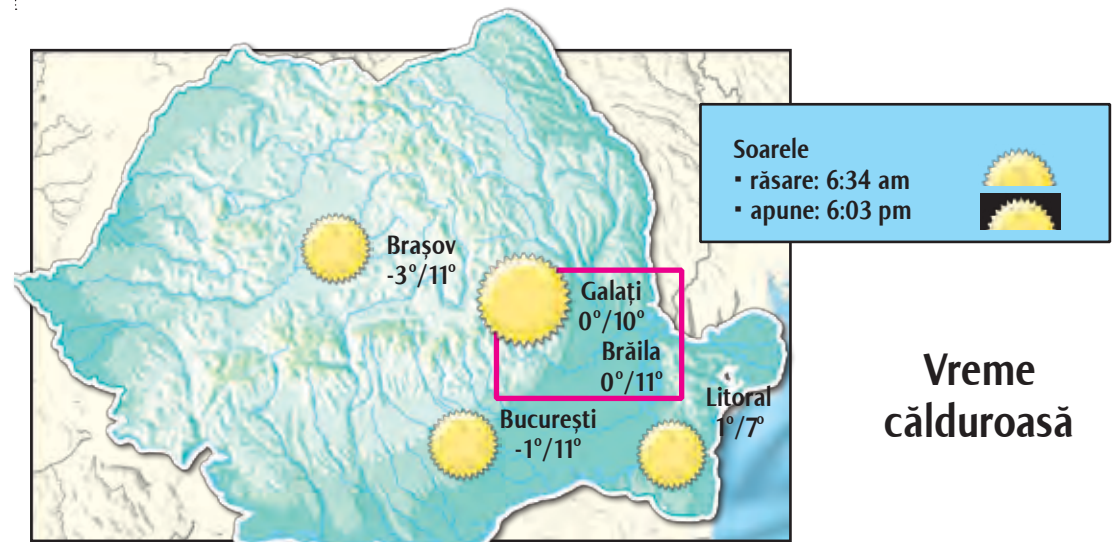 Soarele
▪ răsare: 6:34 am
▪ apune: 6:03 pm
Brașov
-3°/11°
Galați
0°/10°
Brăila
0°/11°
Litoral
1°/7°
București
-1°/11°
Vreme
călduroasă